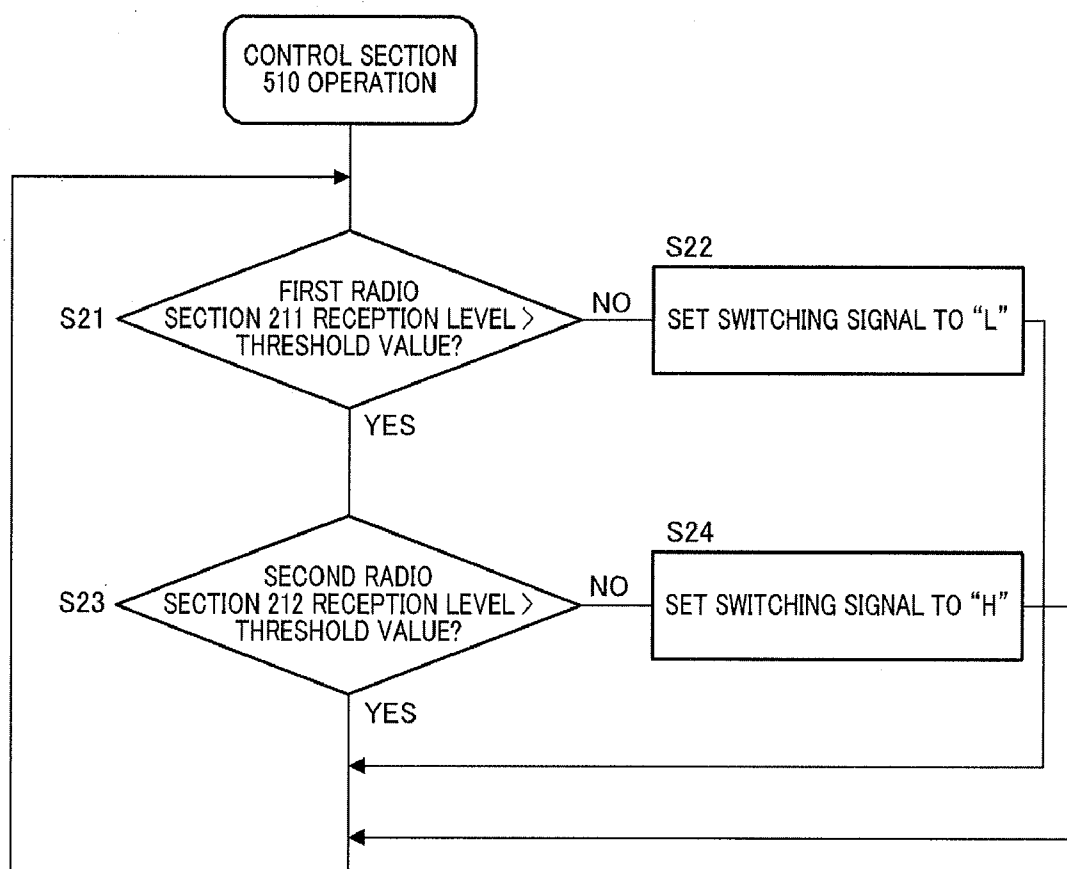 CONTROL SECTION
510 OPERATION
S21
FIRST RADIO
SECTION 211 RECEPTION LEVEL >
THRESHOLD VALUE?
NO
S22
SET SWITCHING SIGNAL TO “L”
YES
S23
SECOND RADIO
SECTION 212 RECEPTION LEVEL >
THRESHOLD VALUE?
NO
S24
SET SWITCHING SIGNAL TO “H”
YES